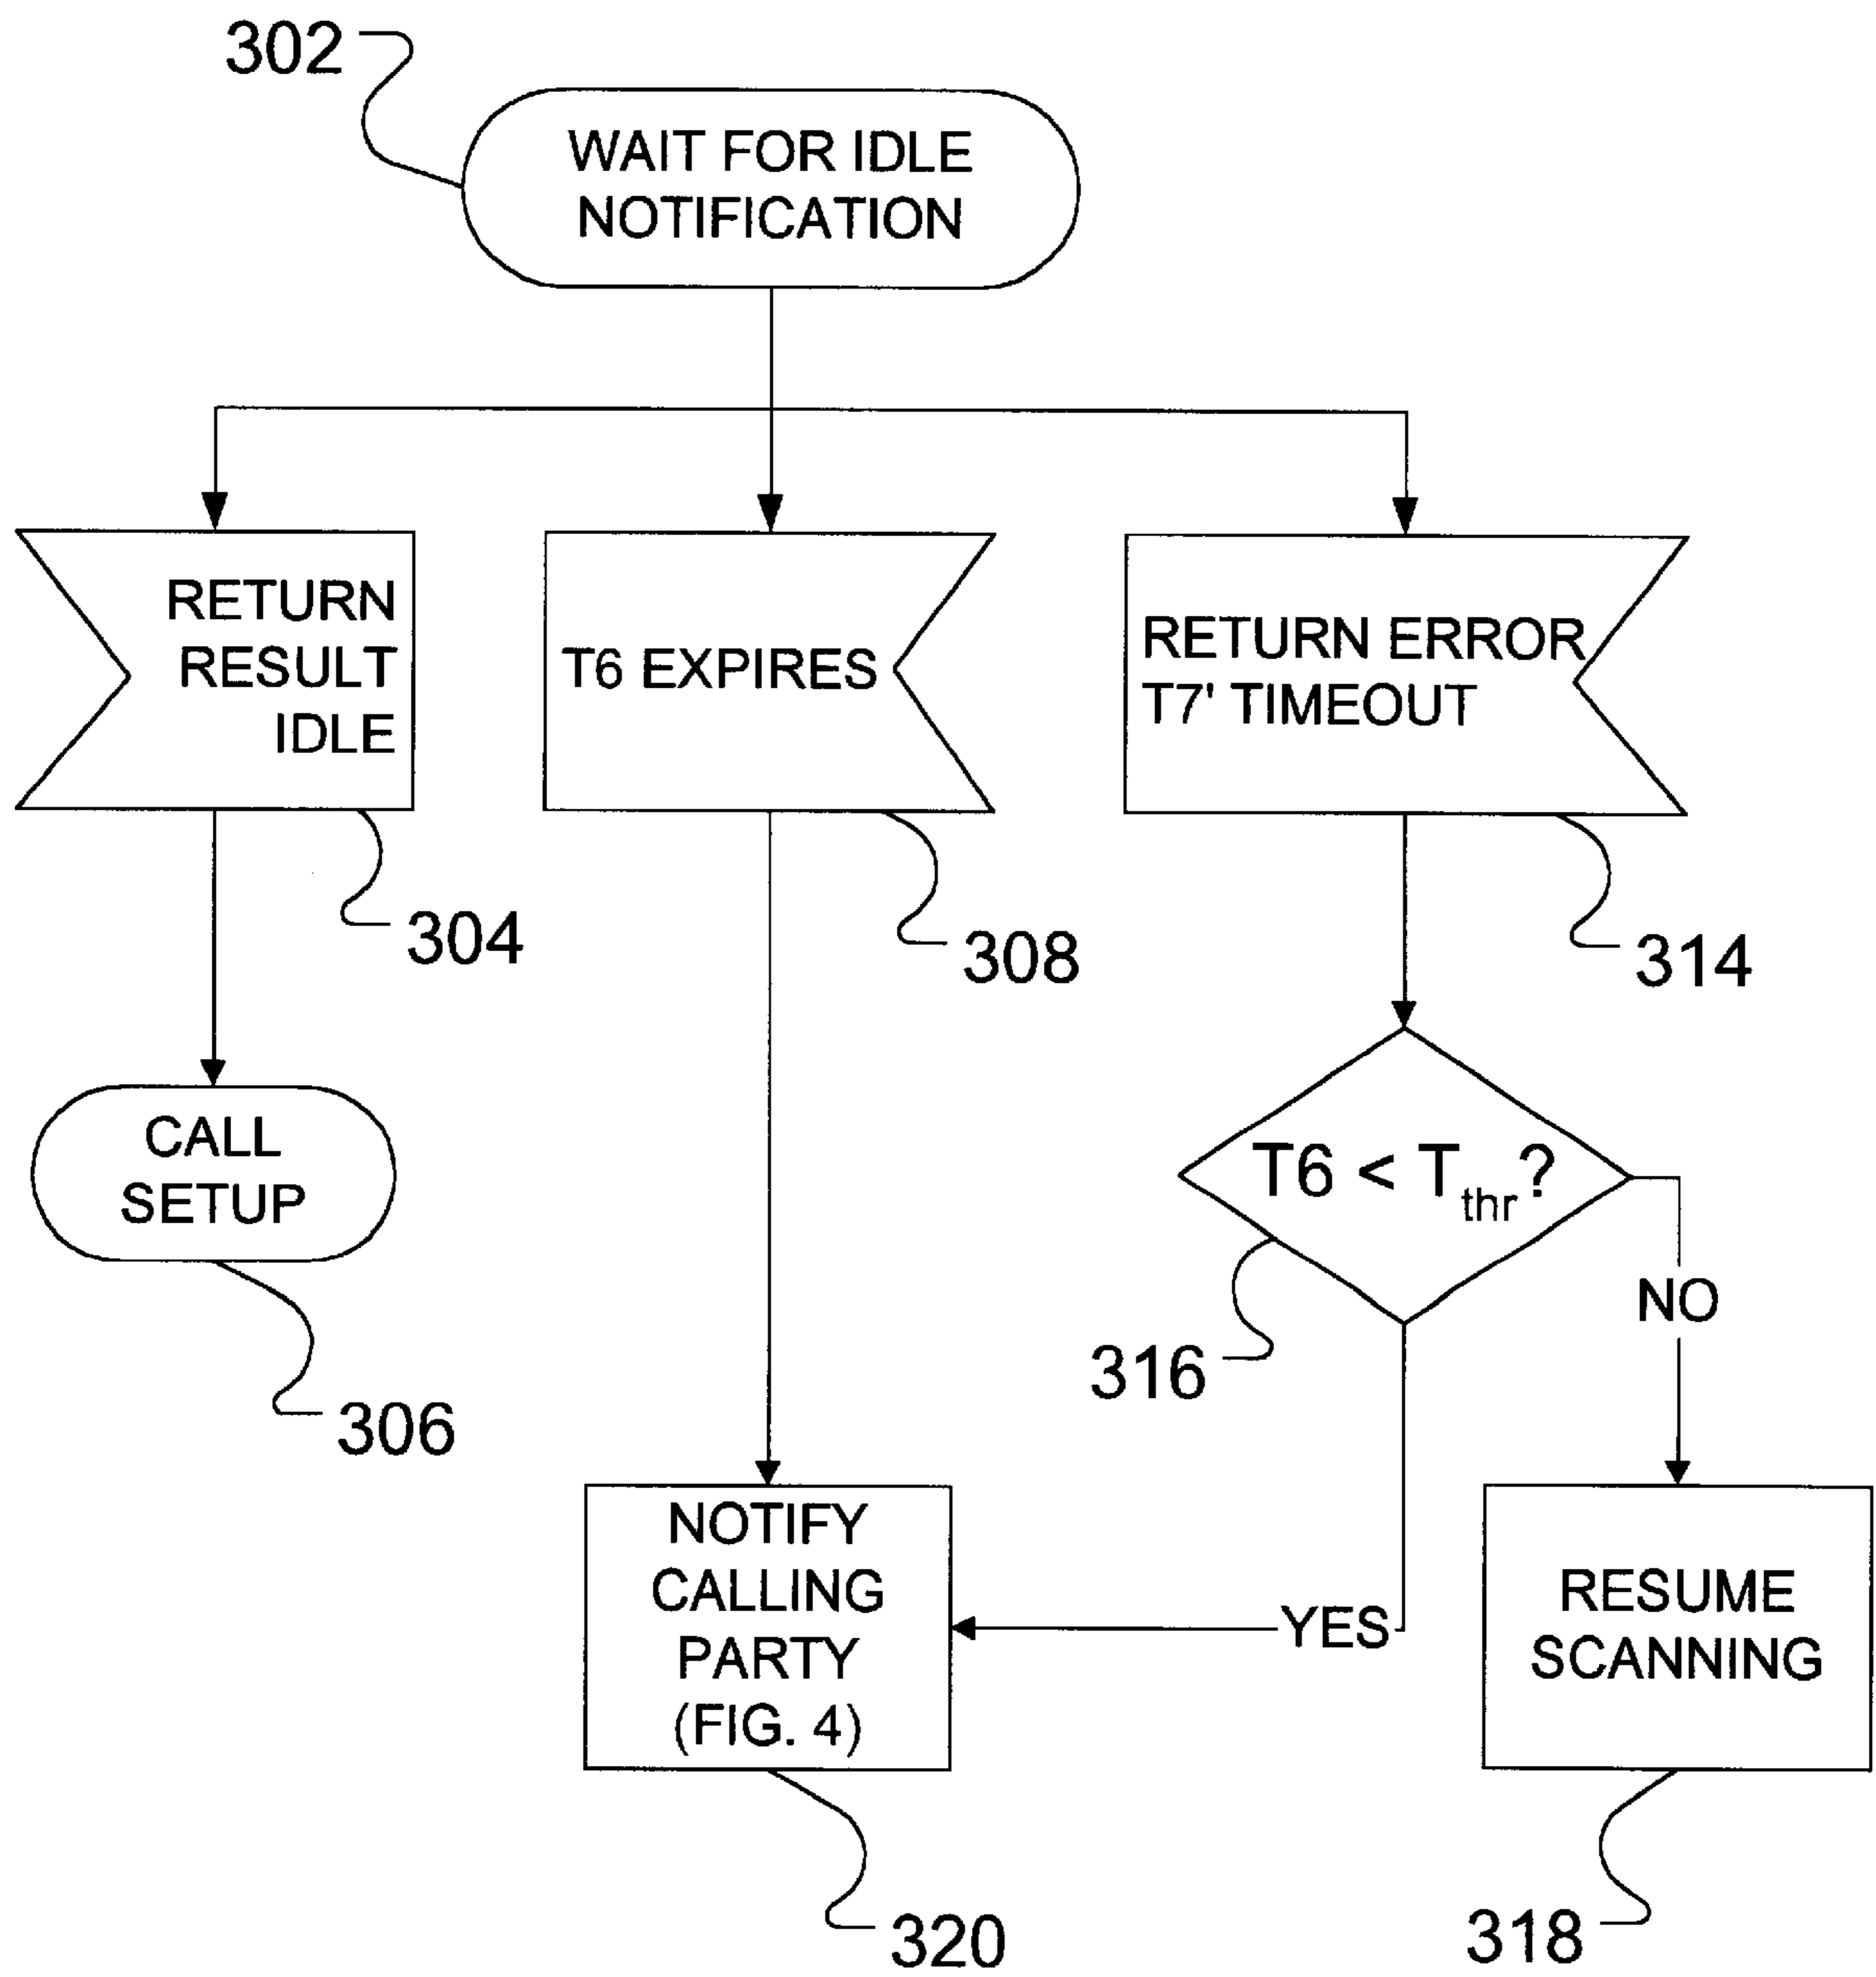 302
WAIT FOR IDLE
NOTIFICATION
RETURN
RESULT
IDLE
304
T6 EXPIRES
308
RETURN ERROR
T7' TIMEOUT
314
CALL
SETUP
306
T6 < Tthr?
316
NO
YES
NOTIFY
CALLING
PARTY
(FIG. 4)
320
RESUME
SCANNING
318